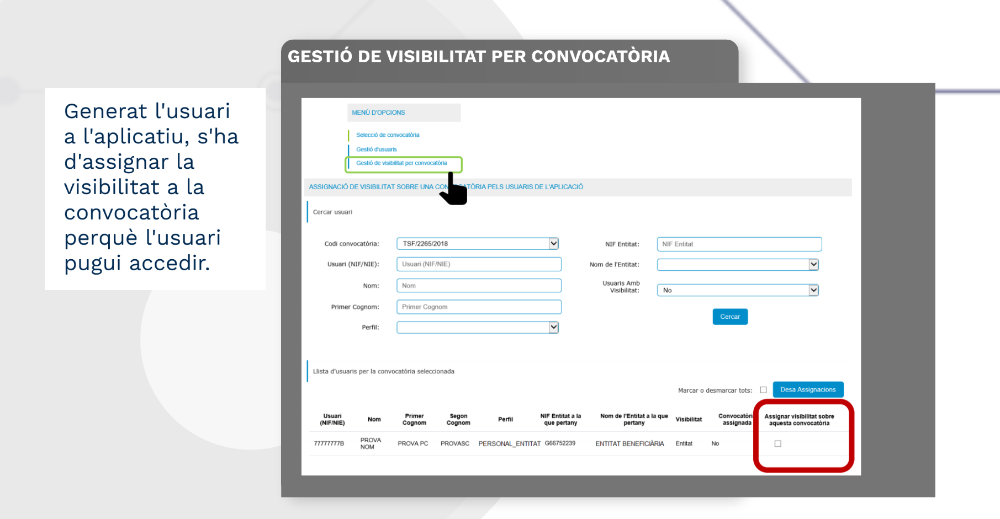 GESTIÓ DE VISIBILITAT PER CONVOCATÒRIA
Generat l'usuari
a l'aplicatiu, s'ha
d'assignar la
visibilitat a la
convocatòria
perquè l'usuari
pugui accedir.
MENÚ D'OPCIONS
Selecció de convocatòria
Gestió d'usuaris
Gestió de visibilitat per convocatòria
ASSIGNACIÓ DE VISIBILITAT SOBRE UNA CONVOCATÒRIA PELS USUARIS DE L'APLICACIÓ
Cercar usuari
Codi convocatòria: TSF/2265/2018
NIF Entitat: NIF Entitat
Usuari (NIF/NIE): Usuari (NIF/NIE)
Nom de l'Entitat:
Nom: Nom
Usuaris Amb
Visibilitat: No
Primer Cognom: Primer Cognom
Cercar
Perfil:
Llista d'usuaris per la convocatòria seleccionada
Marcar o desmarcar tots: Desa Assignacions
Usuari (NIF/NIE) Nom Primer Cognom Segon Cognom Perfil NIF Entitat a la que pertany Nom de l'Entitat a la que pertany Visibilitat assignada Assignar visibilitat sobre aquesta convocatòria
77777777B PROVA NOM PROVA PC PROVASC PERSONAL_ENTITAT G66752239 ENTITAT BENEFICIÀRIA Entitat No